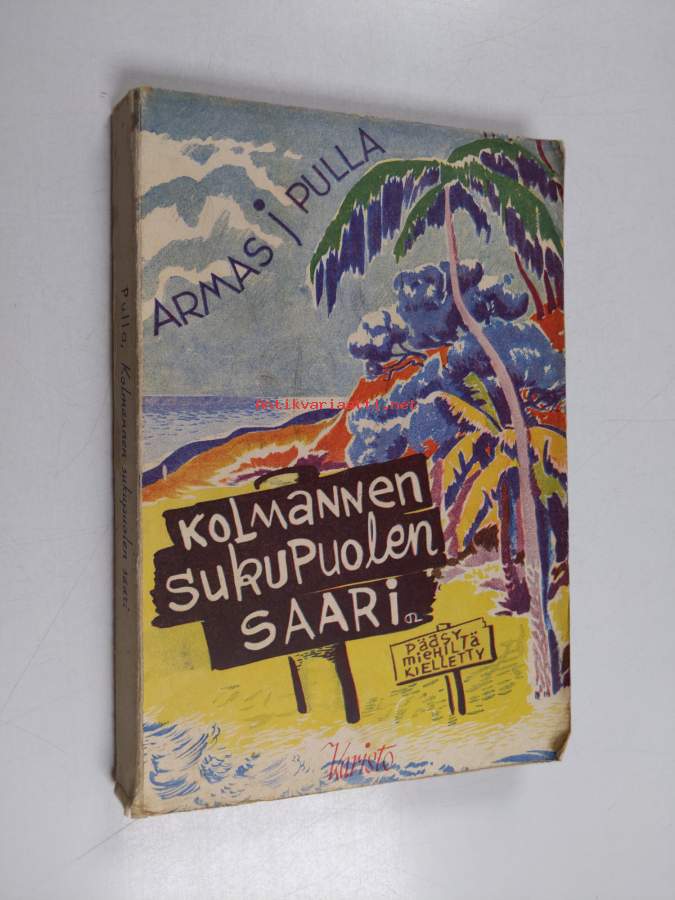 ARMAS j PULLA
KOLMANNEN
SUKUPUOLEN
SAARI
PÄÄSY
MIEHILTÄ
KIELLETTY
Karisto
Pulla, Kolmannen sukupuolen saari
Antikvariaatti.net